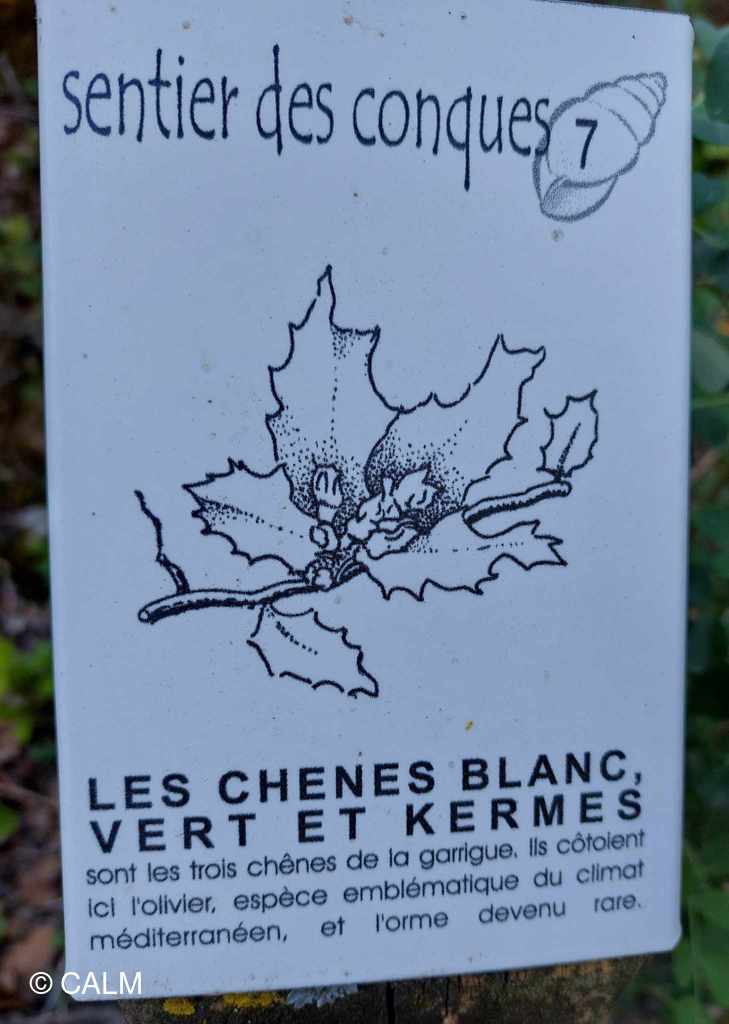 sentier des conques 7
LES CHENES BLANC,
VERT ET KERMES
sont les trois chênes de la garrigue. Ils côtoient
ici l'olivier, espèce emblématique du climat
méditerranéen, et l'orme devenu rare.
© CALM